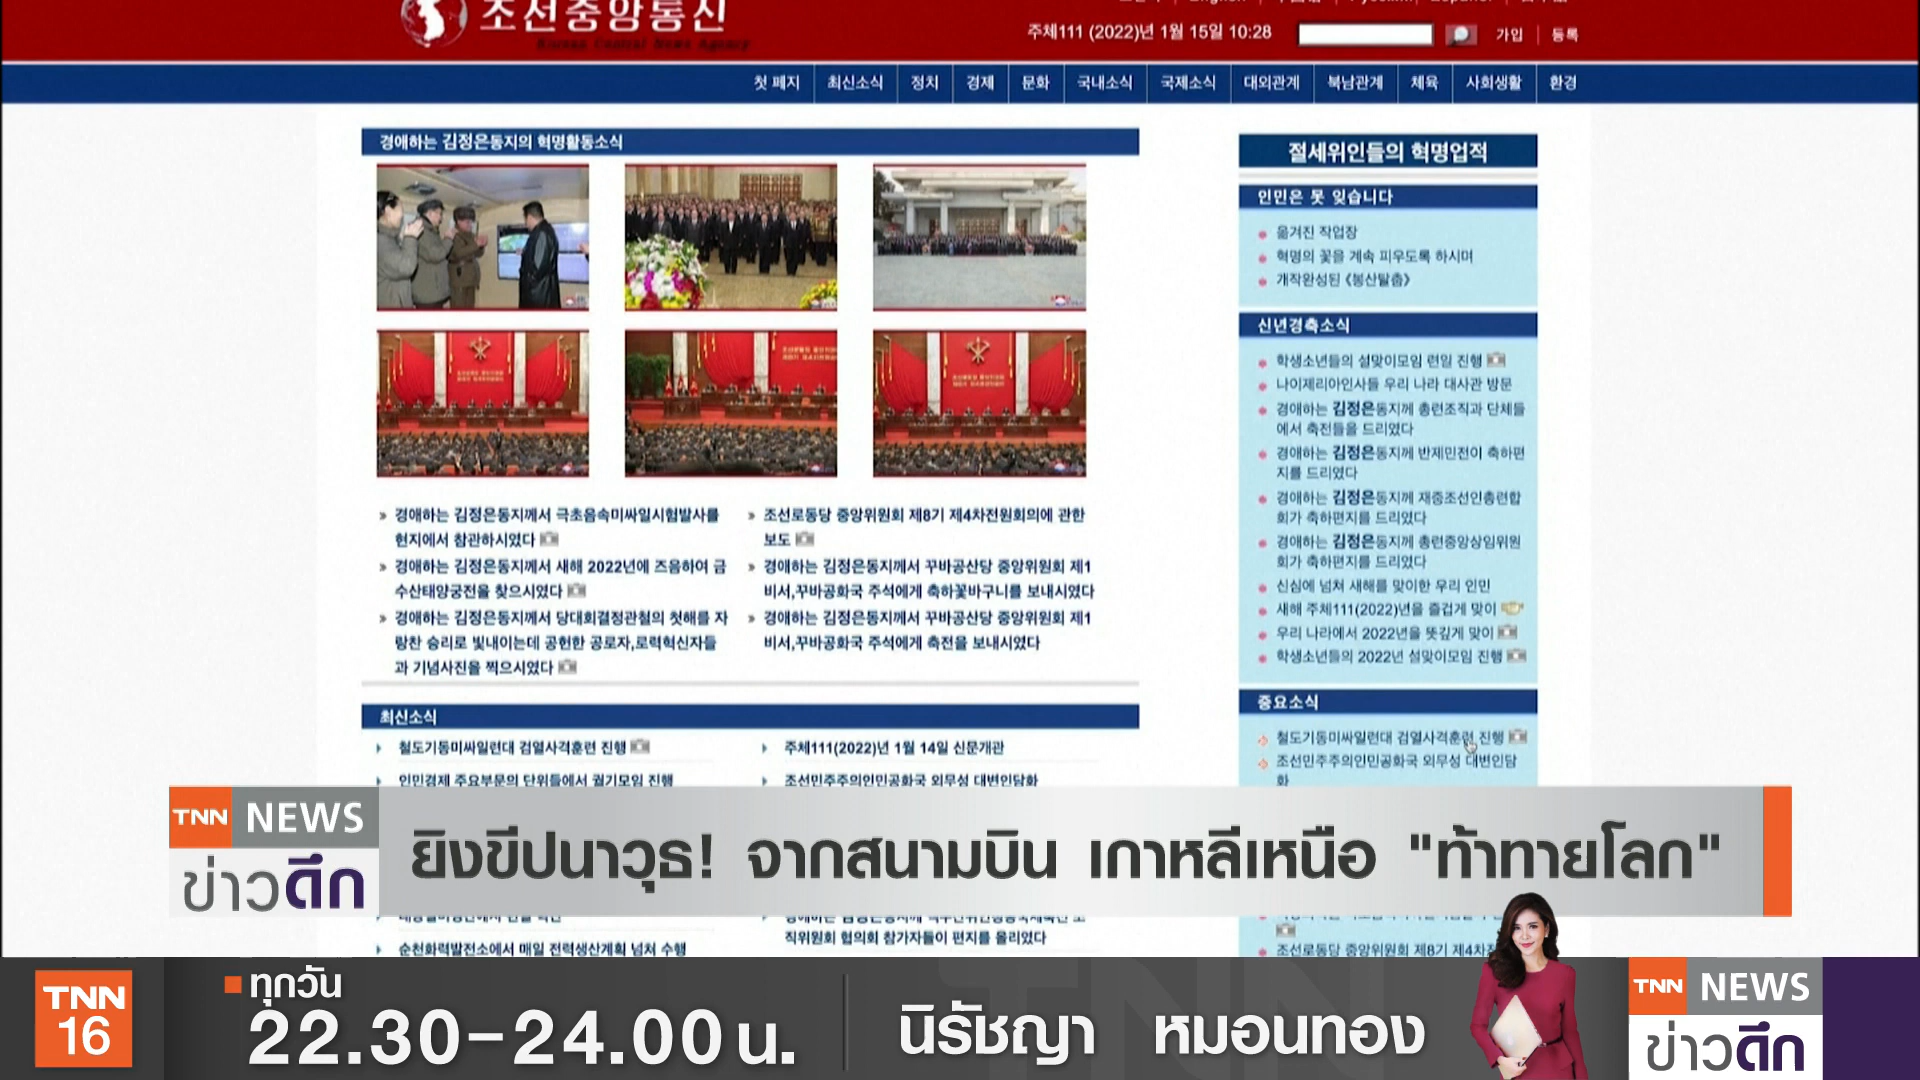 조선중앙통신
Korean Central News Agency
주체111 (2022)년 1월 15일 10:28
가입 | 등록
첫 페지
최신소식
정치
경제
문화
국내소식
국제소식
대외관계
북남관계
체육
사회생활
환경
경애하는 김정은동지의 혁명활동소식
» 경애하는 김정은동지께서 극초음속미싸일시험발사를
현지에서 참관하시였다
» 경애하는 김정은동지께서 새해 2022년에 즈음하여 금
수산태양궁전을 찾으시였다
» 경애하는 김정은동지께서 당대회결정관철의 첫해를 자
랑찬 승리로 빛내이는데 공헌한 공로자,로력혁신자들
과 기념사진을 찍으시였다
» 조선로동당 중앙위원회 제8기 제4차전원회의에 관한
보도
» 경애하는 김정은동지께서 꾸바공산당 중앙위원회 제1
비서,꾸바공화국 주석에게 축하꽃바구니를 보내시였다
» 경애하는 김정은동지께서 꾸바공산당 중앙위원회 제1
비서,꾸바공화국 주석에게 축전을 보내시였다
최신소식
철도기동미싸일련대 검열사격훈련 진행
인민경제 주요부문의 단위들에서 궐기모임 진행
순천화력발전소에서 매일 전력생산계획 넘쳐 수행
주체111(2022)년 1월 14일 신문개관
조선민주주의인민공화국 외무성 대변인담화
직위원회 협의회 참가자들이 편지를 올리였다
절세위인들의 혁명업적
인민은 못 잊습니다
옮겨진 작업장
혁명의 꽃을 계속 피우도록 하시며
개작완성된 《봉산탈춤》
신년경축소식
학생소년들의 설맞이모임 련일 진행
나이제리아인사들 우리 나라 대사관 방문
경애하는 김정은동지께 총련조직과 단체들
에서 축전들을 드리였다
경애하는 김정은동지께 반제민전이 축하편
지를 드리였다
경애하는 김정은동지께 재중조선인총련합
회가 축하편지를 드리였다
경애하는 김정은동지께 총련중앙상임위원
회가 축하편지를 드리였다
신심에 넘쳐 새해를 맞이한 우리 인민
새해 주체111(2022)년을 즐겁게 맞이
우리 나라에서 2022년을 뜻깊게 맞이
학생소년들의 2022년 설맞이모임 진행
중요소식
철도기동미싸일련대 검열사격훈련 진행
조선민주주의인민공화국 외무성 대변인담
화
조선로동당 중앙위원회 제8기 제4차전
TNN NEWS
ข่าวดึก
ยิงขีปนาวุธ! จากสนามบิน เกาหลีเหนือ "ท้าทายโลก"
TNN
16
ทุกวัน
22.30-24.00 น.
นิรัชญา หมอนทอง
TNN NEWS
ข่าวดึก